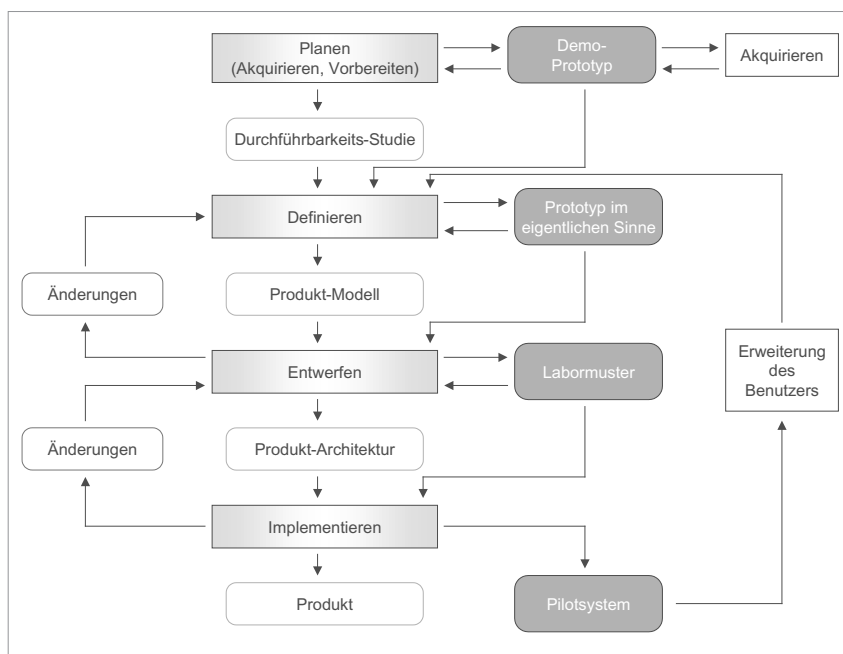 Planen
(Akquirieren, Vorbereiten)
Demo-
Prototyp
Akquirieren
Durchführbarkeits-Studie
Definieren
Prototyp im
eigentlichen Sinne
Änderungen
Produkt-Modell
Entwerfen
Labormuster
Erweiterung
des
Benutzers
Änderungen
Produkt-Architektur
Implementieren
Produkt
Pilotsystem